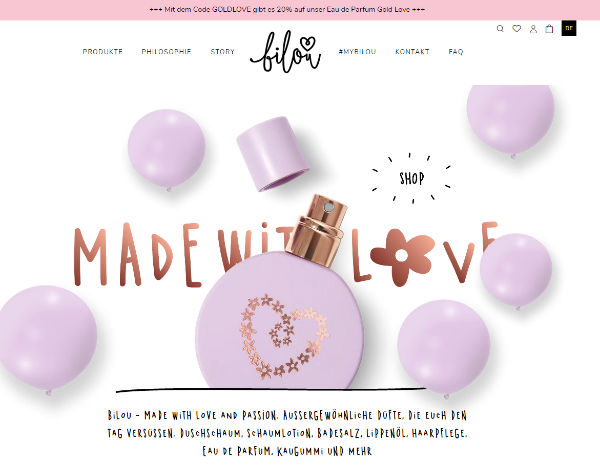 +++ Mit dem Code GOLDLOVE gibt es 20% auf unser Eau de Parfum Gold Love +++
DE
PRODUKTE PHILOSOPHIE STORY bilou #MYBILOU KONTAKT FAQ
SHOP
MADE WiT LOVE
BiLOU - MADE WiTH LOVE AND PASSiON. AUSSERGEWÖHNLiCHE DÜFTE, DiE EUCH DEN
TAG VERSÜSSEN. DUSCHSCHAUM, SCHAUMLOTiON, BADESALZ, LiPPENÖL, HAARPFLEGE,
EAU DE PARFUM, KAUGUMMi UND MEHR